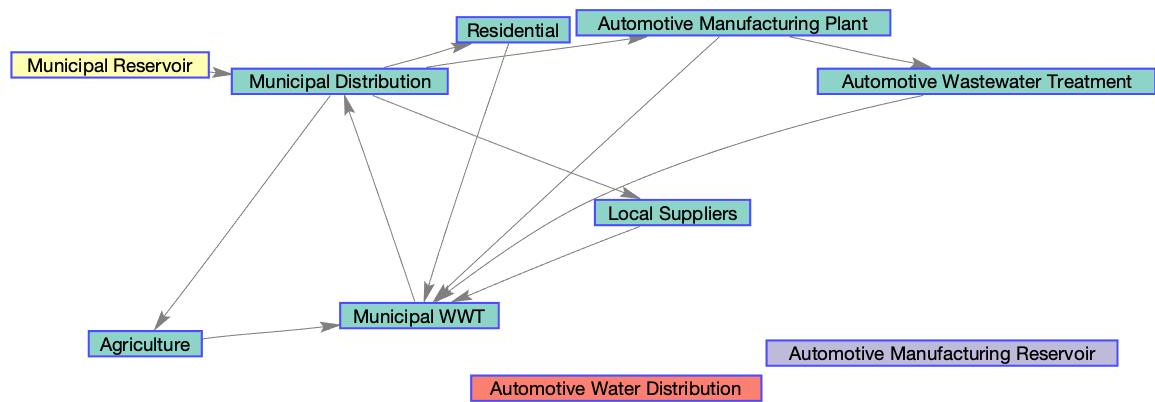 Residential
Automotive Manufacturing Plant
Municipal Reservoir
Municipal Distribution
Automotive Wastewater Treatment
Local Suppliers
Municipal WWT
Agriculture
Automotive Manufacturing Reservoir
Automotive Water Distribution